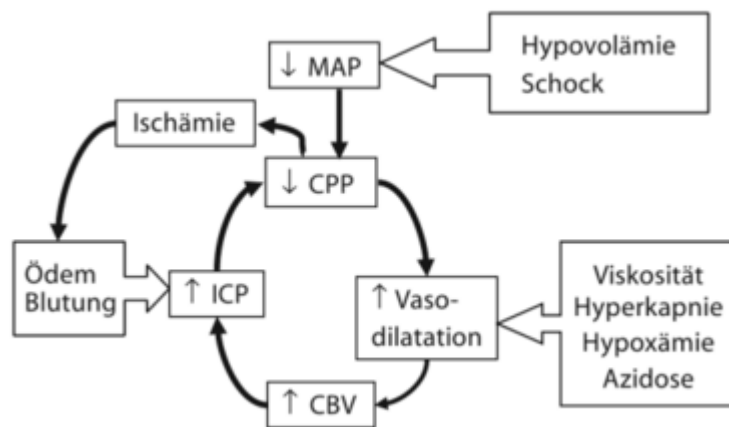 Hypovolämie
Schock
↓ MAP
Ischämie
↓ CPP
Ödem
Blutung
↑ ICP
↑ Vaso-
dilatation
Viskosität
Hyperkapnie
Hypoxämie
Azidose
↑ CBV